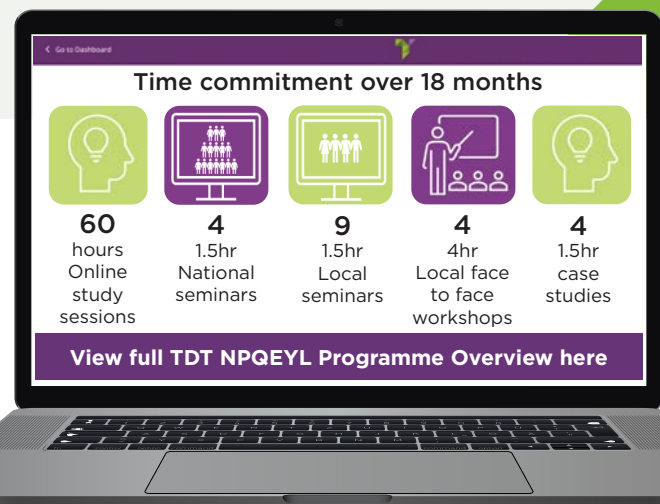 Go to Dashboard
Time commitment over 18 months
60
hours
Online
study
sessions
4
1.5hr
National
seminars
9
1.5hr
Local
seminars
4
4hr
Local face
to face
workshops
4
1.5hr
case
studies
View full TDT NPQEYL Programme Overview here